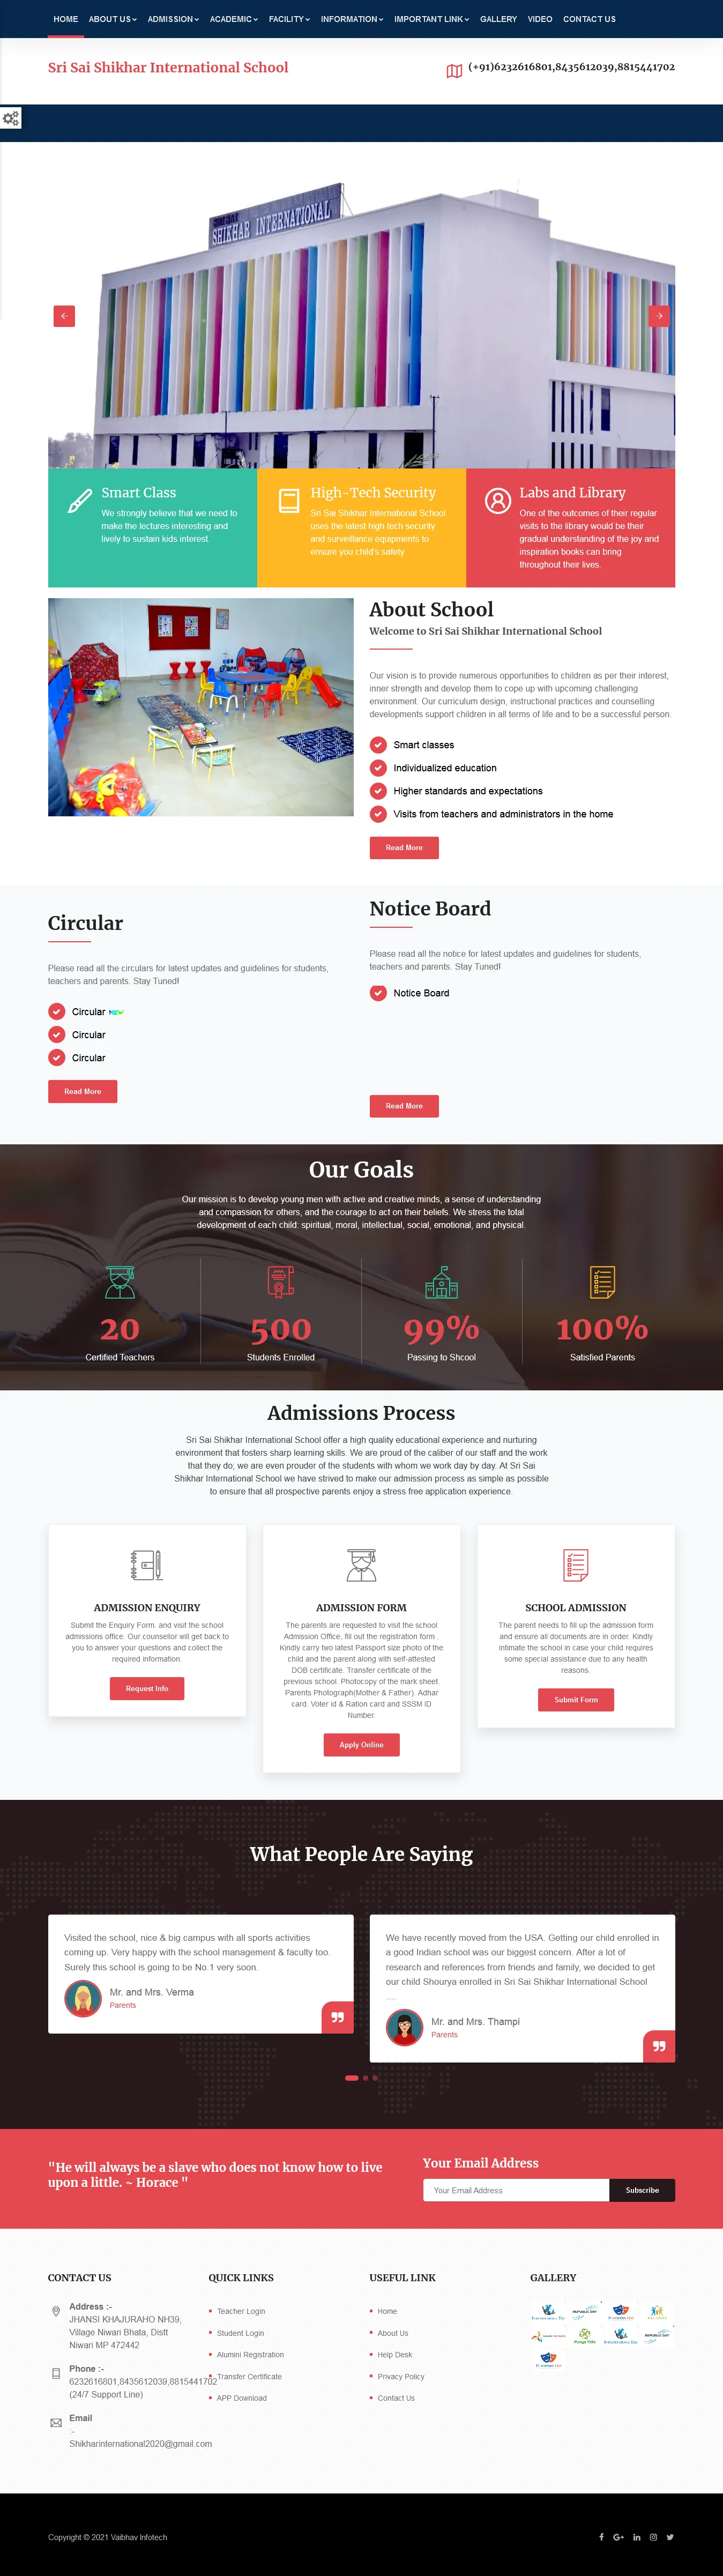 HOME ABOUT US ADMISSION ACADEMIC FACILITY INFORMATION IMPORTANT LINK GALLERY VIDEO CONTACT US
Sri Sai Shikhar International School
(+91)6232616801,8435612039,8815441702
SHIKHAR INTERNATIONAL
Smart Class
We strongly believe that we need to
make the lectures interesting and
lively to sustain kids interest.
High-Tech Security
Sri Sai Shikhar International School
uses the latest high tech security
and surveillance equipments to
ensure you child's safety.
Labs and Library
One of the outcomes of their regular
visits to the library would be their
gradual understanding of the joy and
inspiration books can bring
throughout their lives.
About School
Welcome to Sri Sai Shikhar International School
Our vision is to provide numerous opportunities to children as per their interest,
inner strength and develop them to cope up with upcoming challenging
environment. Our curriculum design, instructional practices and counselling
developments support children in all terms of life and to be a successful person.
Smart classes
Individualized education
Higher standards and expectations
Visits from teachers and administrators in the home
Read More
Circular
Please read all the circulars for latest updates and guidelines for students,
teachers and parents. Stay Tuned!
Circular NEW
Circular
Circular
Read More
Notice Board
Please read all the notice for latest updates and guidelines for students,
teachers and parents. Stay Tuned!
Notice Board
Read More
Our Goals
Our mission is to develop young men with active and creative minds, a sense of understanding
and compassion for others, and the courage to act on their beliefs. We stress the total
development of each child: spiritual, moral, intellectual, social, emotional, and physical.
20
Certified Teachers
500
Students Enrolled
99%
Passing to Shcool
100%
Satisfied Parents
Admissions Process
Sri Sai Shikhar International School offer a high quality educational experience and nurturing
environment that fosters sharp learning skills. We are proud of the caliber of our staff and the work
that they do; we are even prouder of the students with whom we work day by day. At Sri Sai
Shikhar International School we have strived to make our admission process as simple as possible
to ensure that all prospective parents enjoy a stress free application experience.
ADMISSION ENQUIRY
Submit the Enquiry Form. and visit the school
admissions office. Our counsellor will get back to
you to answer your questions and collect the
required information.
Request Info
ADMISSION FORM
The parents are requested to visit the school
Admission Office, fill out the registration form .
Kindly carry two latest Passport size photo of the
child and the parent along with self-attested
DOB certificate. Transfer certificate of the
previous school. Photocopy of the mark sheet.
Parents Photograph(Mother & Father). Adhar
card. Voter id & Ration card and SSSM ID
Number.
Apply Online
SCHOOL ADMISSION
The parent needs to fill up the admission form
and ensure all documents are in order. Kindly
intimate the school in case your child requires
some special assistance due to any health
reasons.
Submit Form
What People Are Saying
Visited the school, nice & big campus with all sports activities
coming up. Very happy with the school management & faculty too.
Surely this school is going to be No.1 very soon.
Mr. and Mrs. Verma
Parents
We have recently moved from the USA. Getting our child enrolled in
a good Indian school was our biggest concern. After a lot of
research and references from friends and family, we decided to get
our child Shourya enrolled in Sri Sai Shikhar International School
....
Mr. and Mrs. Thampi
Parents
"He will always be a slave who does not know how to live
upon a little. ~ Horace "
Your Email Address
Your Email Address
Subscribe
CONTACT US
Address :-
JHANSI KHAJURAHO NH39,
Village Niwari Bhata, Distt
Niwari MP 472442
Phone :-
6232616801,8435612039,8815441702
(24/7 Support Line)
Email
:-
Shikharinternational2020@gmail.com
QUICK LINKS
Teacher Login
Student Login
Alumini Registration
Transfer Certificate
APP Download
USEFUL LINK
Home
About Us
Help Desk
Privacy Policy
Contact Us
GALLERY
REPUBLIC DAY
REPUBLIC DAY
Copyright © 2021 Vaibhav Infotech